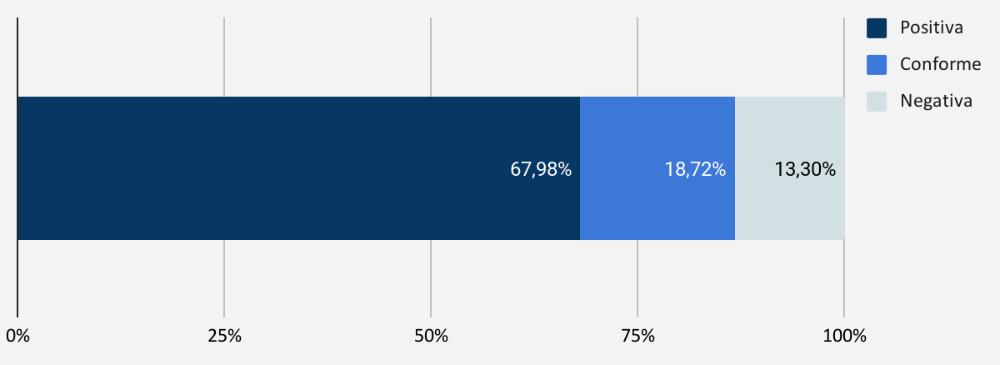 Positiva
Conforme
Negativa
67,98% 18,72% 13,30%
0% 25% 50% 75% 100%